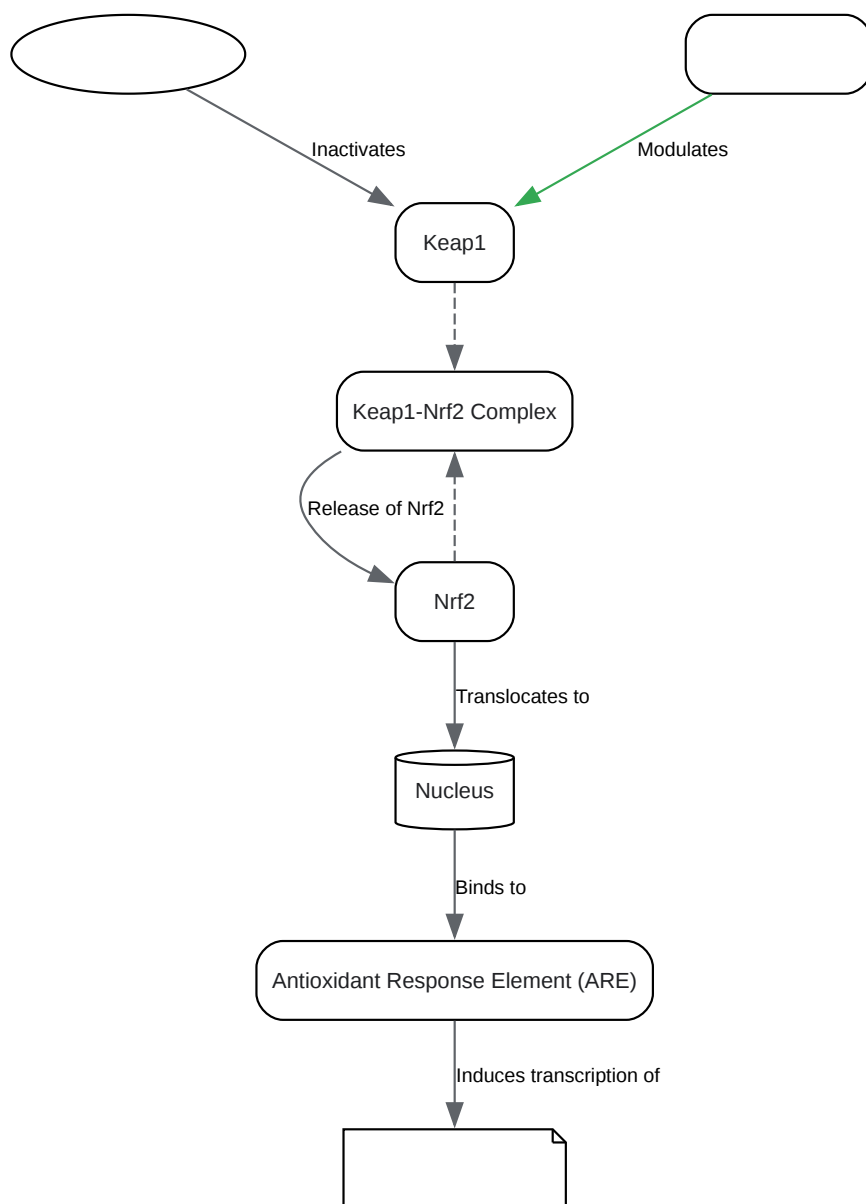 Inactivates
Modulates
Keap1
Keap1-Nrf2 Complex
Release of Nrf2
Nrf2
Translocates to
Nucleus
Binds to
Antioxidant Response Element (ARE)
Induces transcription of